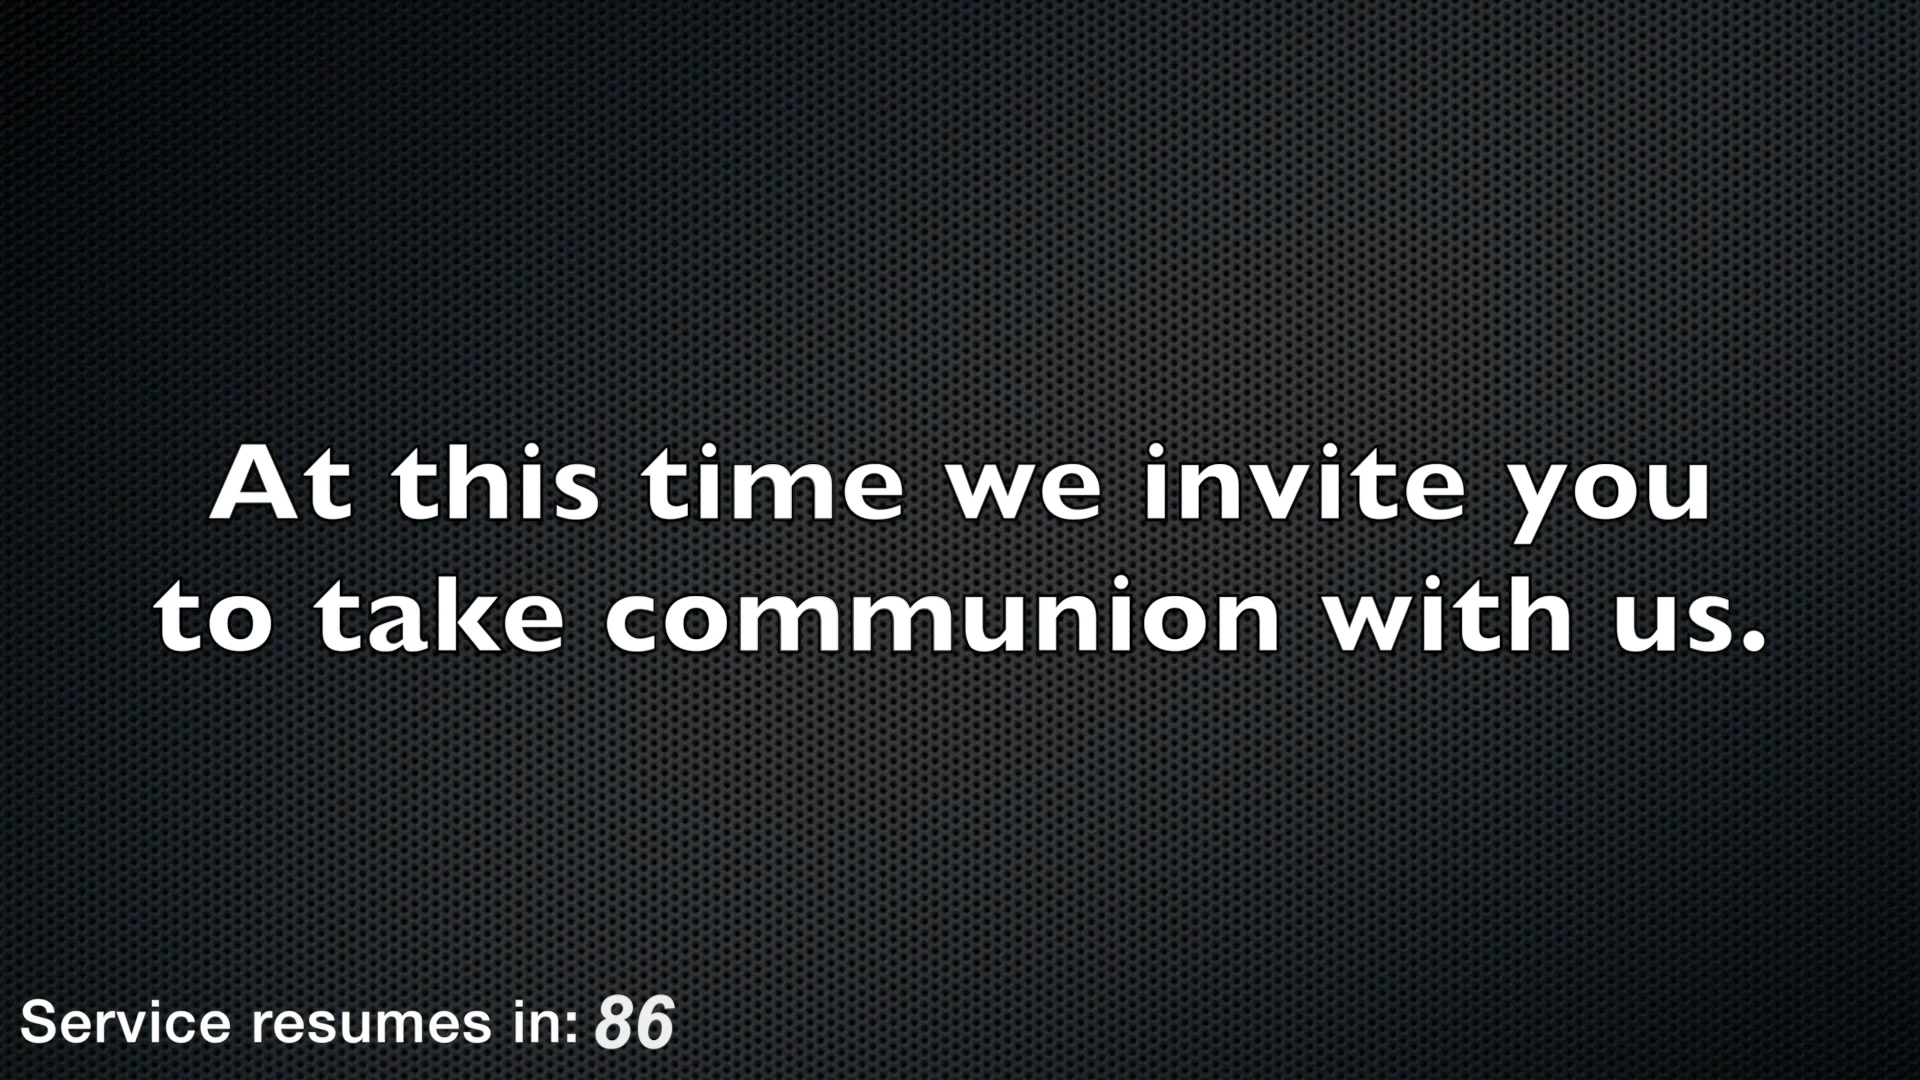 At this time we invite you
to take communion with us.
Service resumes in: 86